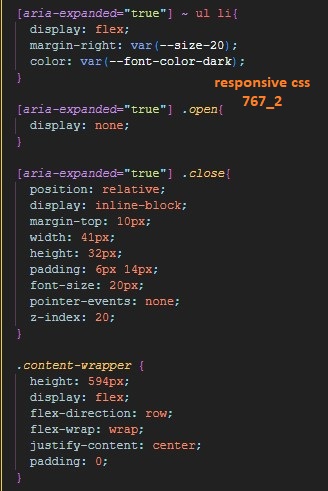 [aria-expanded="true"] ~ ul li{
display: flex;
margin-right: var(--size-20);
color: var(--font-color-dark);
}
responsive css
767_2
[aria-expanded="true"] .open{
display: none;
}
[aria-expanded="true"] .close{
position: relative;
display: inline-block;
margin-top: 10px;
width: 41px;
height: 32px;
padding: 6px 14px;
font-size: 20px;
pointer-events: none;
z-index: 20;
}
.content-wrapper {
height: 594px;
display: flex;
flex-direction: row;
flex-wrap: wrap;
justify-content: center;
padding: 0;
}